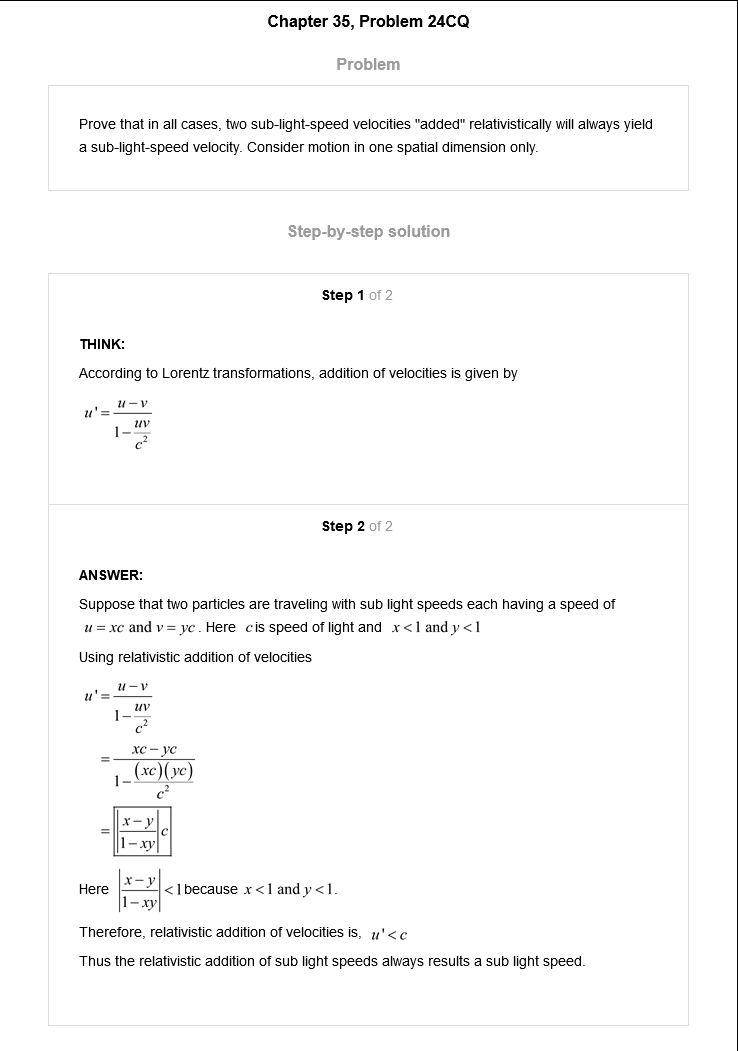 Chapter 35, Problem 24CQ
Problem
Prove that in all cases, two sub-light-speed velocities "added" relativistically will always yield
a sub-light-speed velocity. Consider motion in one spatial dimension only.
Step-by-step solution
Step 1 of 2
THINK:
According to Lorentz transformations, addition of velocities is given by
u' = \frac{u-v}{1-\frac{uv}{c^2}}
Step 2 of 2
ANSWER:
Suppose that two particles are traveling with sub light speeds each having a speed of
u = xc and v = yc . Here c is speed of light and x < 1 and y < 1
Using relativistic addition of velocities
u' = \frac{u-v}{1-\frac{uv}{c^2}}
= \frac{xc-yc}{1-\frac{(xc)(yc)}{c^2}}
= \boxed{\left|\frac{x-y}{1-xy}\right|c}
Here \left|\frac{x-y}{1-xy}\right| < 1 because x < 1 and y < 1.
Therefore, relativistic addition of velocities is, u' < c
Thus the relativistic addition of sub light speeds always results a sub light speed.